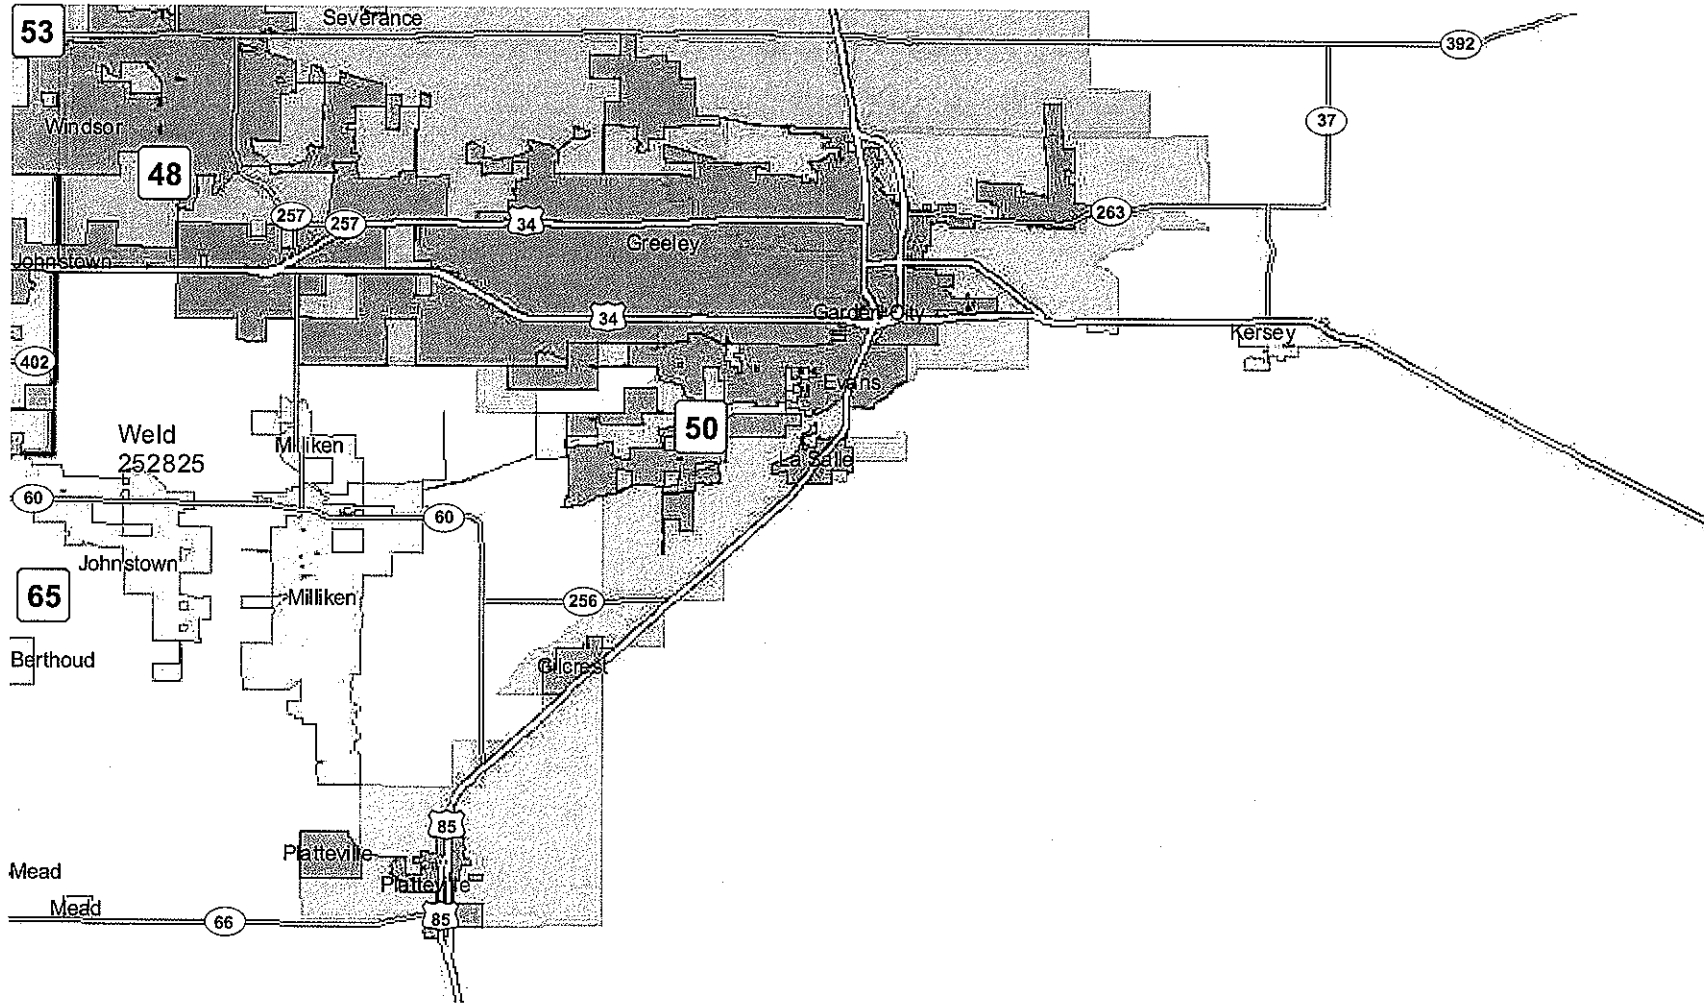 Severance
53
392
37
Windsor
48
257
257
34
263
Greeley
Johnstown
34
Garden City
Kersey
402
Evans
Weld
252825
50
Milliken
La Salle
60
60
Johnstown
65
Milliken
256
Berthoud
Gilcrest
85
Platteville
Mead
Platteville
Mead
66
85